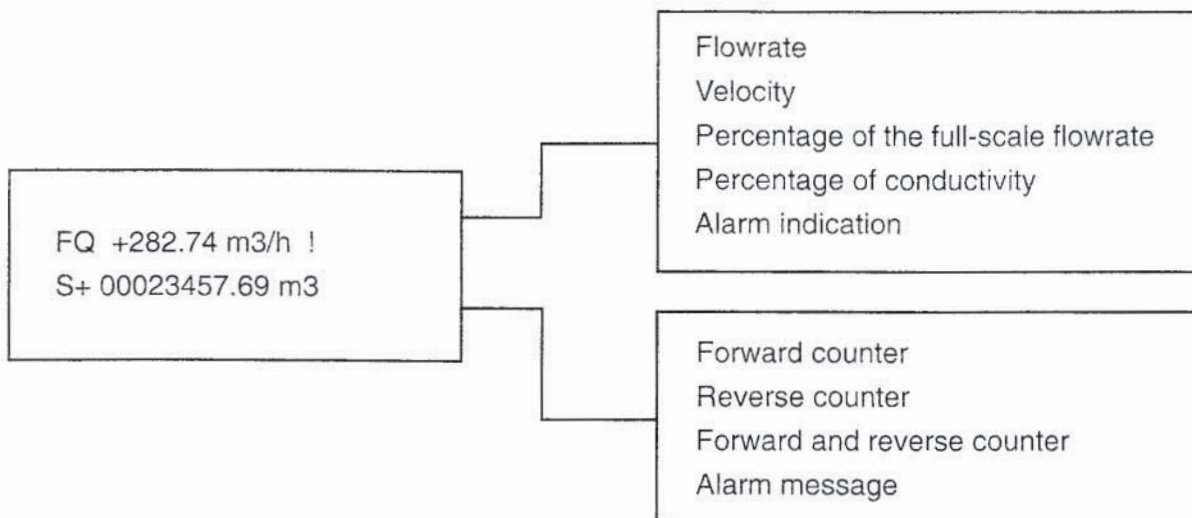 FQ +282.74 m3/h !
S+ 00023457.69 m3
Flowrate
Velocity
Percentage of the full-scale flowrate
Percentage of conductivity
Alarm indication
Forward counter
Reverse counter
Forward and reverse counter
Alarm message